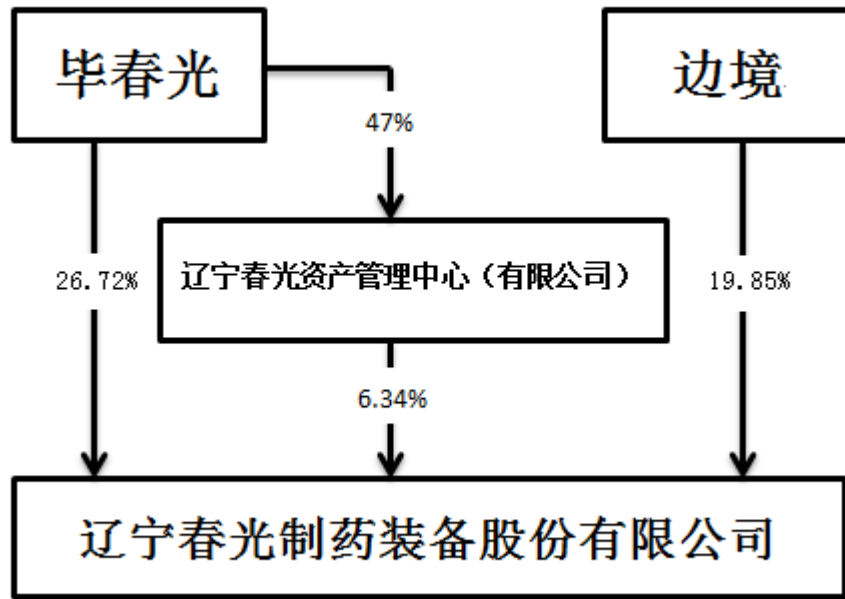 毕春光
边境
47%
26.72%
辽宁春光资产管理中心（有限公司）
19.85%
6.34%
辽宁春光制药装备股份有限公司